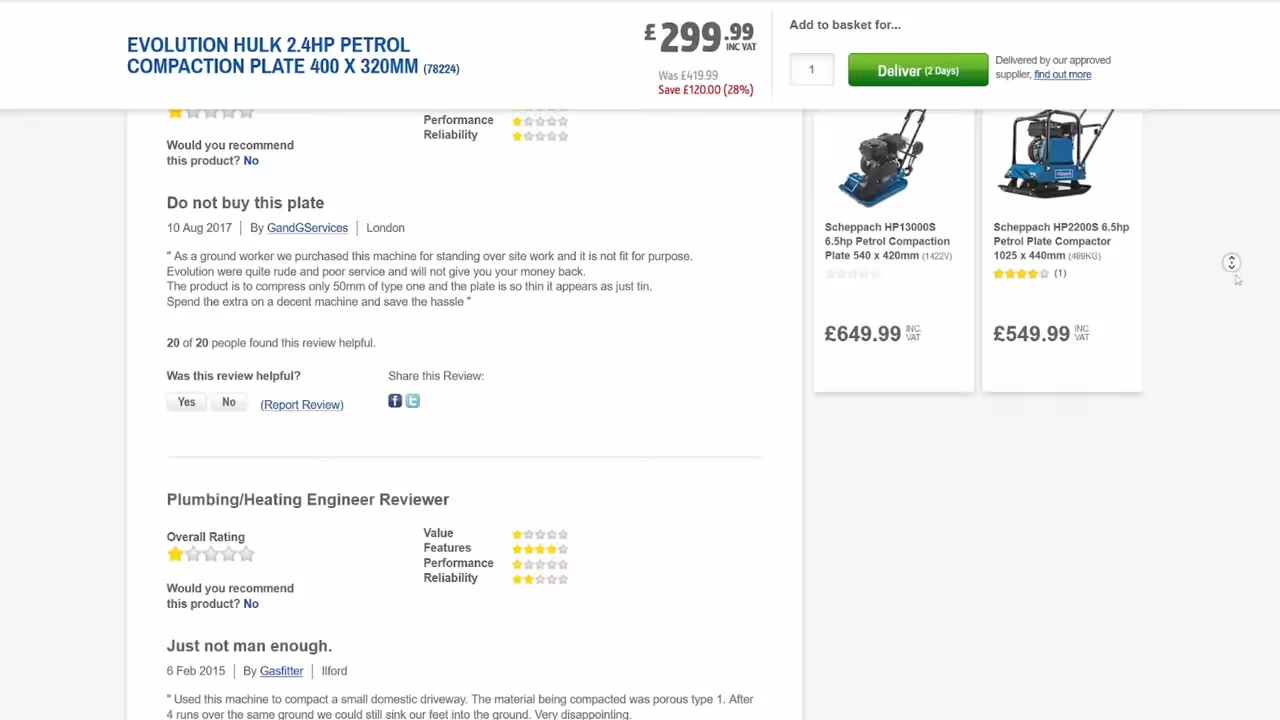 EVOLUTION HULK 2.4HP PETROL
COMPACTION PLATE 400 X 320MM (78224)
£299.99 INC VAT
Was £419.99
Save £120.00 (28%)
Add to basket for...
1
Deliver (2 Days)
Delivered by our approved
supplier, find out more
Performance
Reliability
Would you recommend
this product? No
Do not buy this plate
10 Aug 2017 | By GandGServices | London
" As a ground worker we purchased this machine for standing over site work and it is not fit for purpose.
Evolution were quite rude and poor service and will not give you your money back.
The product is to compress only 50mm of type one and the plate is so thin it appears as just tin.
Spend the extra on a decent machine and save the hassle "
20 of 20 people found this review helpful.
Was this review helpful?
Share this Review:
Yes
No
(Report Review)
Plumbing/Heating Engineer Reviewer
Overall Rating
Value
Features
Performance
Reliability
Would you recommend
this product? No
Just not man enough.
6 Feb 2015 | By Gasfitter | Ilford
" Used this machine to compact a small domestic driveway. The material being compacted was porous type 1. After
4 runs over the same ground we could still sink our feet into the ground. Very disappointing.
Scheppach HP1300S
6.5hp Petrol Compaction
Plate 540 x 420mm (1422V)
£649.99 INC. VAT
Scheppach HP2200S 6.5hp
Petrol Plate Compactor
1025 x 440mm (489KG)
(1)
£549.99 INC. VAT